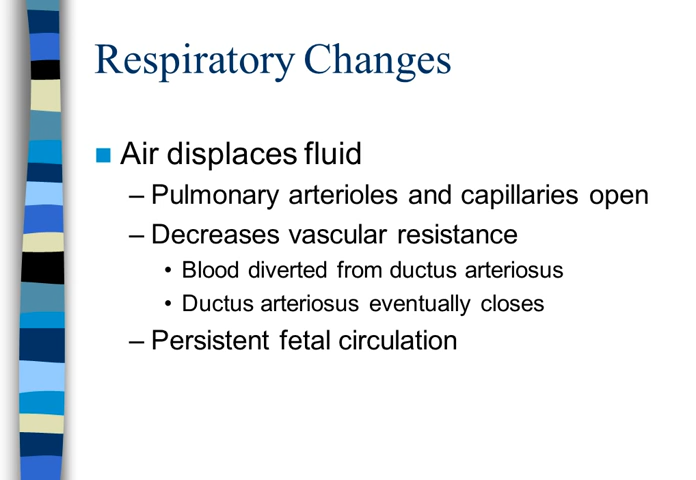 Respiratory Changes
Air displaces fluid
– Pulmonary arterioles and capillaries open
– Decreases vascular resistance
• Blood diverted from ductus arteriosus
• Ductus arteriosus eventually closes
– Persistent fetal circulation